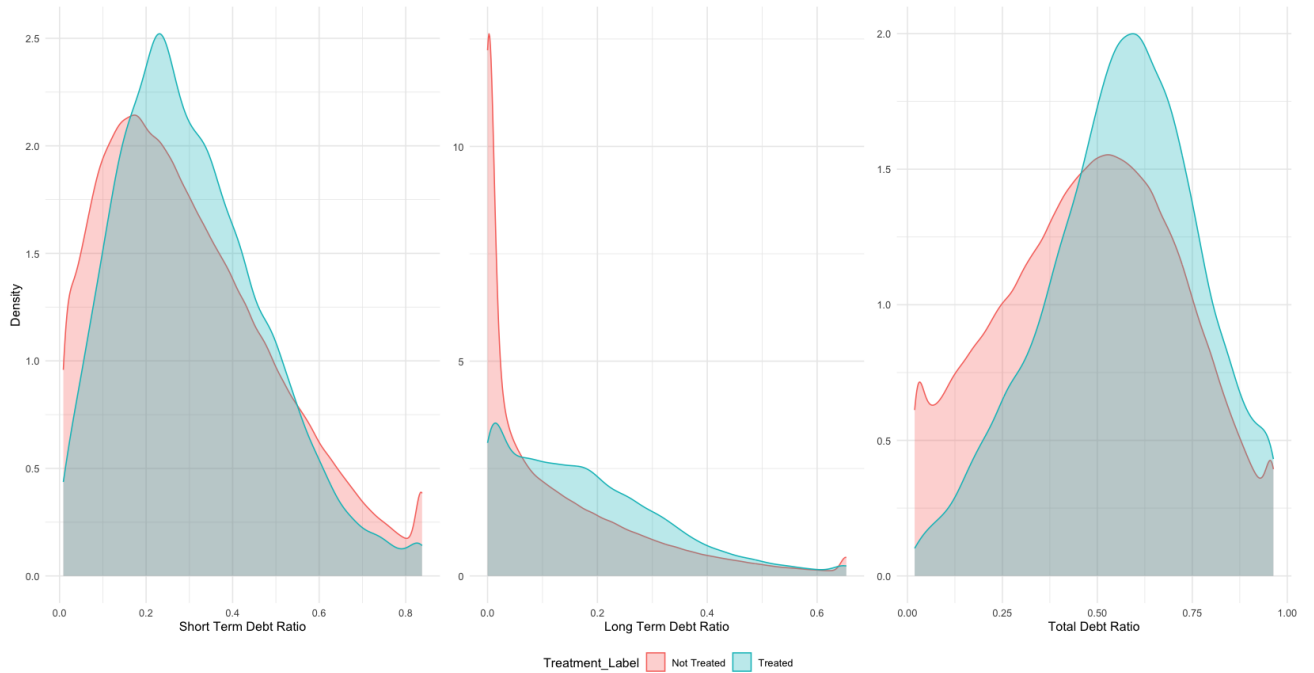 Density
2.5
2.0
1.5
1.0
0.5
0.0
0.0 0.2 0.4 0.6 0.8
Short Term Debt Ratio
10
5
0
0.0 0.2 0.4 0.6
Long Term Debt Ratio
2.0
1.5
1.0
0.5
0.0
0.00 0.25 0.50 0.75 1.00
Total Debt Ratio
Treatment_Label Not Treated Treated